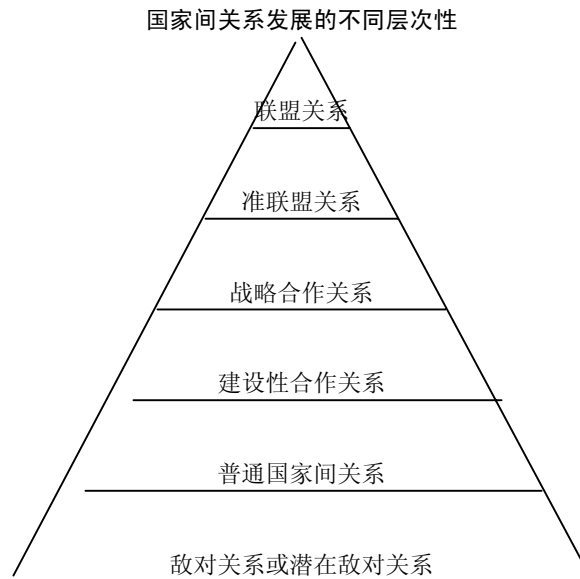 国家间关系发展的不同层次性
联盟关系
准联盟关系
战略合作关系
建设性合作关系
普通国家间关系
敌对关系或潜在敌对关系